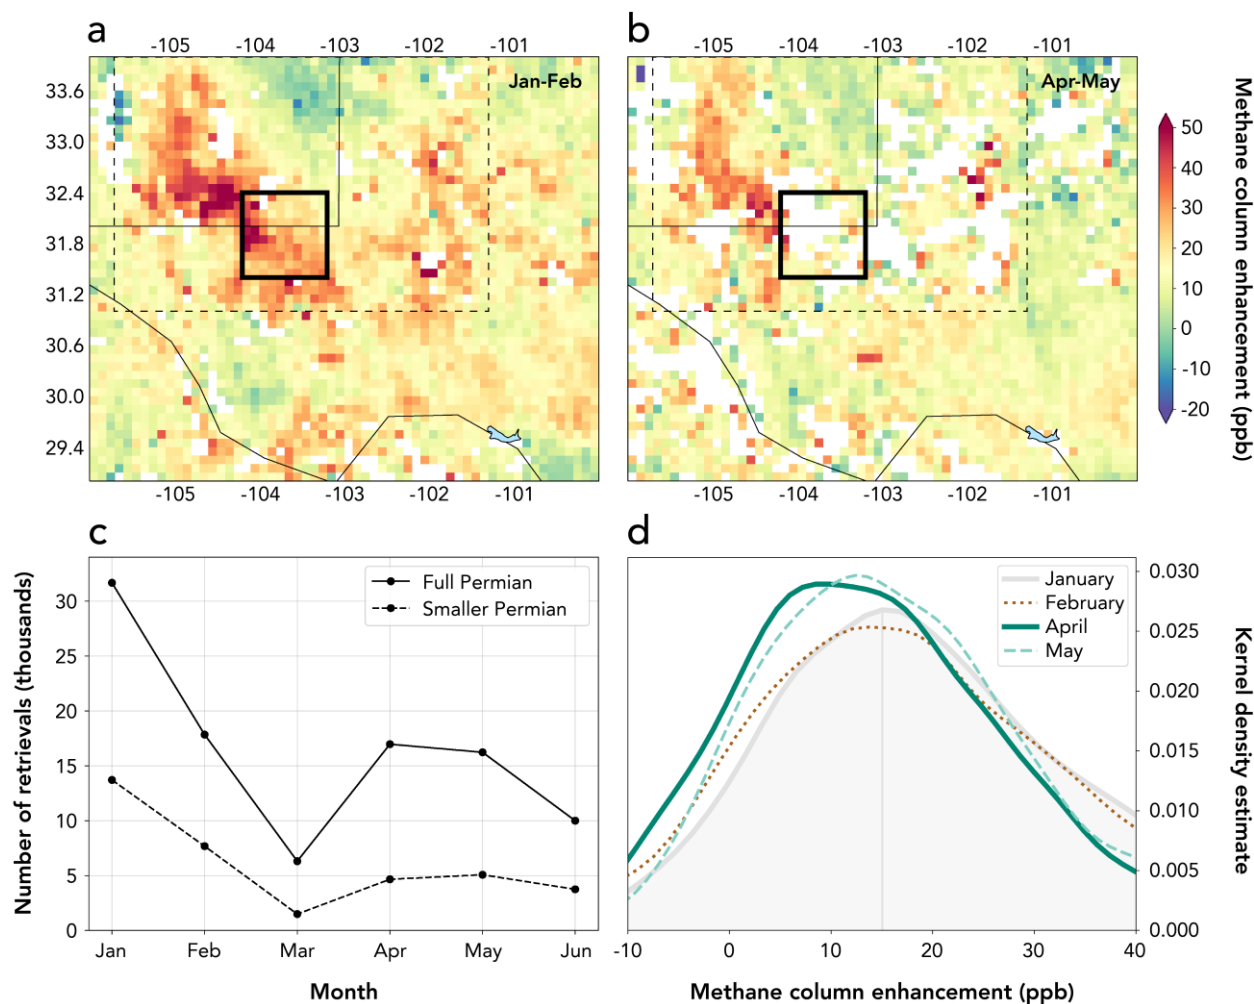 a
-105 -104 -103 -102 -101
Jan-Feb
33.6
33.0
32.4
31.8
31.2
30.6
30.0
29.4
-105 -104 -103 -102 -101
b
-105 -104 -103 -102 -101
Apr-May
-105 -104 -103 -102 -101
50
40
30
20
10
0
-10
-20
Methane column enhancement (ppb)
c
Number of retrievals (thousands)
30
25
20
15
10
5
0
Full Permian
Smaller Permian
Jan Feb Mar Apr May Jun
Month
d
January
February
April
May
0.030
0.025
0.020
0.015
0.010
0.005
0.000
Kernel density estimate
-10 0 10 20 30 40
Methane column enhancement (ppb)